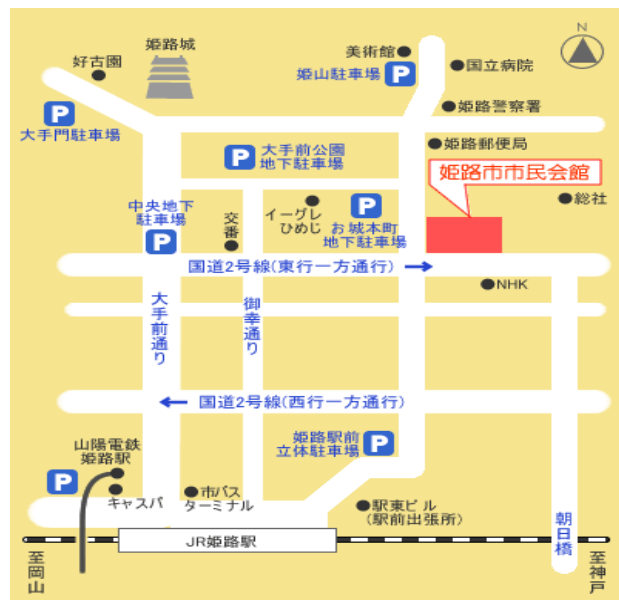 N
姫路城
美術館
好古園
国立病院
姫山駐車場
P
P
姫路警察署
大手門駐車場
姫路郵便局
P
大手前公園
地下駐車場
姫路市市民会館
総社
中央地下
駐車場
P
交番
イーグレ
ひめじ
P
お城本町
地下駐車場
国道2号線(東行一方通行)
NHK
大手前通り
御幸通り
国道2号線(西行一方通行)
山陽電鉄
姫路駅
姫路駅前
立体駐車場
P
P
キャスパ
市バス
ターミナル
駅東ビル
(駅前出張所)
朝日橋
JR姫路駅
至岡山
至神戸